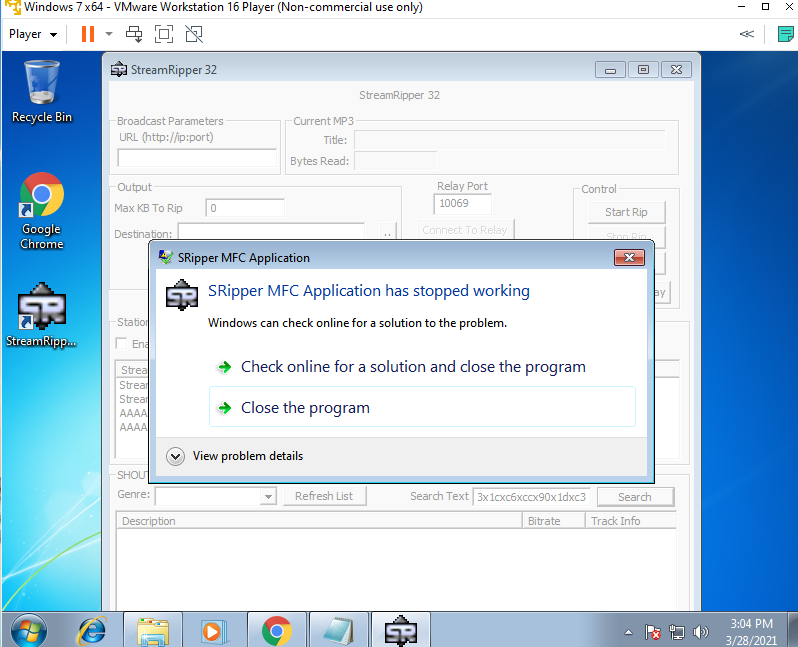 Windows 7 x64 - VMware Workstation 16 Player (Non-commercial use only)
Player
Recycle Bin
Google
Chrome
StreamRipp...
StreamRipper 32
StreamRipper 32
Broadcast Parameters
URL (http://ip:port)
Current MP3
Title:
Bytes Read:
Output
Max KB To Rip
0
Destination:
..
Relay Port
10069
Connect To Relay
Control
Start Rip
Stop Rip
ay
SRipper MFC Application
SRipper MFC Application has stopped working
Windows can check online for a solution to the problem.
Check online for a solution and close the program
Close the program
View problem details
Station
Ena
Strea
Stream
Stream
AAAA
AAAA
SHOUT
Genre:
Refresh List
Search Text
3x1cxc6xccx90x1dxc3
Search
Description
Bitrate
Track Info
3:04 PM
3/28/2021